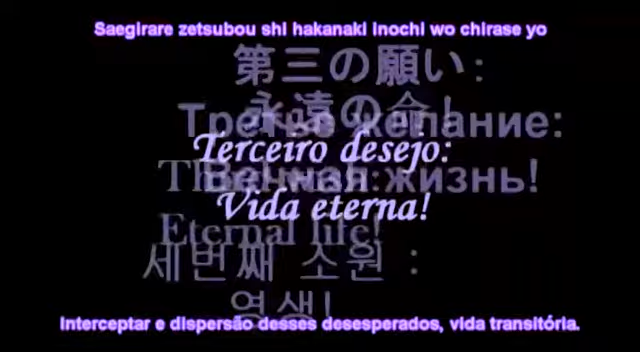 Saegirare zetsubou shi hakanaki inochi wo chirase yo
第三の願い:
永遠の命!
Третье желание:
Terceiro desejo:
Third wish:
Вечная жизнь!
Vida eterna!
Eternal life!
세번째 소원 :
영생!
Interceptar e dispersão desses desesperados, vida transitória.